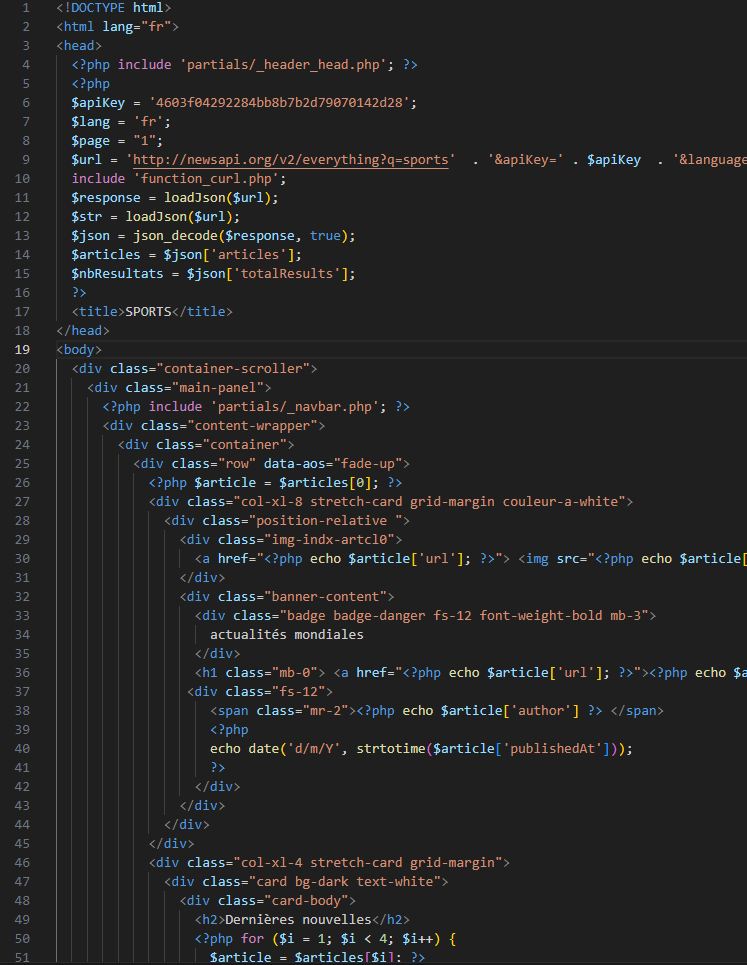 1 <!DOCTYPE html>
2 <html lang="fr">
3 <head>
4 <?php include 'partials/_header_head.php'; ?>
5 <?php
6 $apiKey = '4603f04292284bb8b7b2d79070142d28';
7 $lang = 'fr';
8 $page = "1";
9 $url = 'http://newsapi.org/v2/everything?q=sports' . '&apiKey=' . $apiKey . '&language
10 include 'function_curl.php';
11 $response = loadJson($url);
12 $str = loadJson($url);
13 $json = json_decode($response, true);
14 $articles = $json['articles'];
15 $nbResultats = $json['totalResults'];
16 ?>
17 <title>SPORTS</title>
18 </head>
19 <body>
20 <div class="container-scroller">
21 <div class="main-panel">
22 <?php include 'partials/_navbar.php'; ?>
23 <div class="content-wrapper">
24 <div class="container">
25 <div class="row" data-aos="fade-up">
26 <?php $article = $articles[0]; ?>
27 <div class="col-xl-8 stretch-card grid-margin couleur-a-white">
28 <div class="position-relative ">
29 <div class="img-indx-artcl0">
30 <a href="<?php echo $article['url']; ?>"> <img src="<?php echo $article[
31 </div>
32 <div class="banner-content">
33 <div class="badge badge-danger fs-12 font-weight-bold mb-3">
34 actualités mondiales
35 </div>
36 <h1 class="mb-0"> <a href="<?php echo $article['url']; ?>"><?php echo $a
37 <div class="fs-12">
38 <span class="mr-2"><?php echo $article['author'] ?> </span>
39 <?php
40 echo date('d/m/Y', strtotime($article['publishedAt']));
41 ?>
42 </div>
43 </div>
44 </div>
45 </div>
46 <div class="col-xl-4 stretch-card grid-margin">
47 <div class="card bg-dark text-white">
48 <div class="card-body">
49 <h2>Dernières nouvelles</h2>
50 <?php for ($i = 1; $i < 4; $i++) {
51 $article = $articles[$i]; ?>